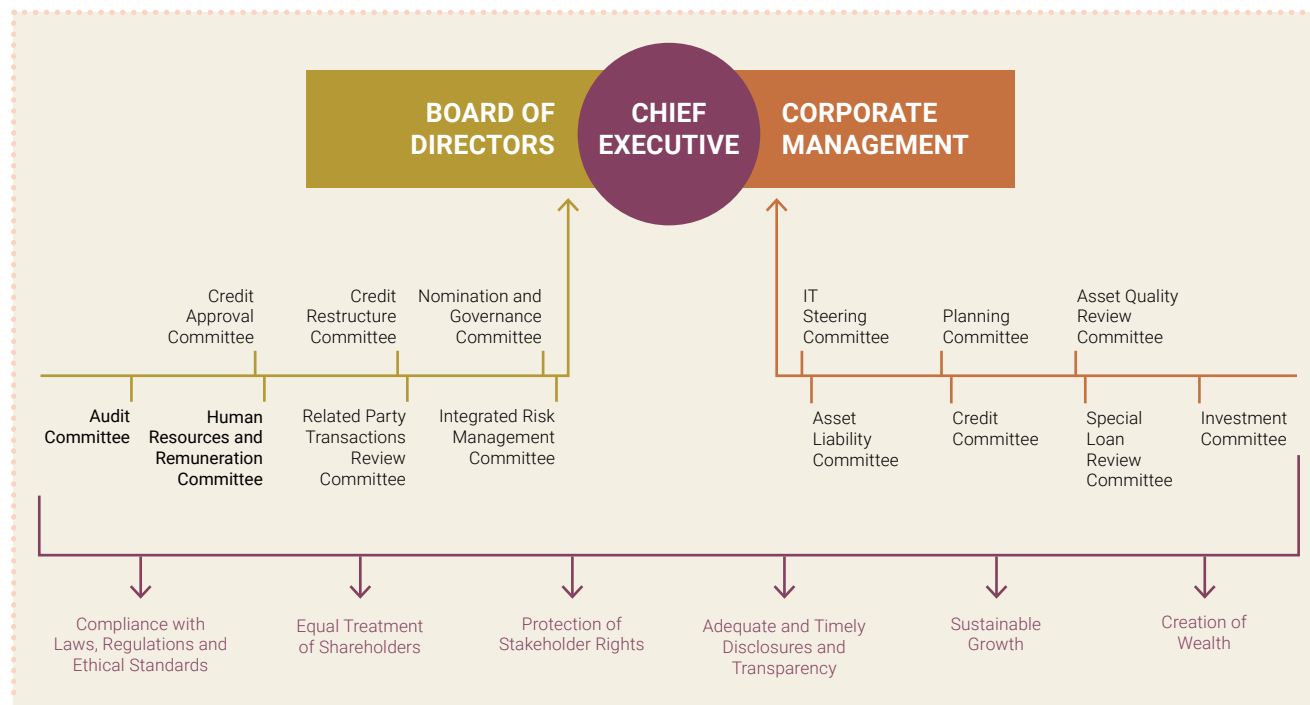 BOARD OF
DIRECTORS
CHIEF
EXECUTIVE
CORPORATE
MANAGEMENT
Credit
Approval
Committee
Credit
Restructure
Committee
Nomination and
Governance
Committee
IT
Steering
Committee
Planning
Committee
Asset Quality
Review
Committee
Audit
Committee
Human
Resources and
Remuneration
Committee
Related Party
Transactions
Review
Committee
Integrated Risk
Management
Committee
Asset
Liability
Committee
Credit
Committee
Special
Loan
Review
Committee
Investment
Committee
Compliance with
Laws, Regulations and
Ethical Standards
Equal Treatment
of Shareholders
Protection of
Stakeholder Rights
Adequate and Timely
Disclosures and
Transparency
Sustainable
Growth
Creation of
Wealth